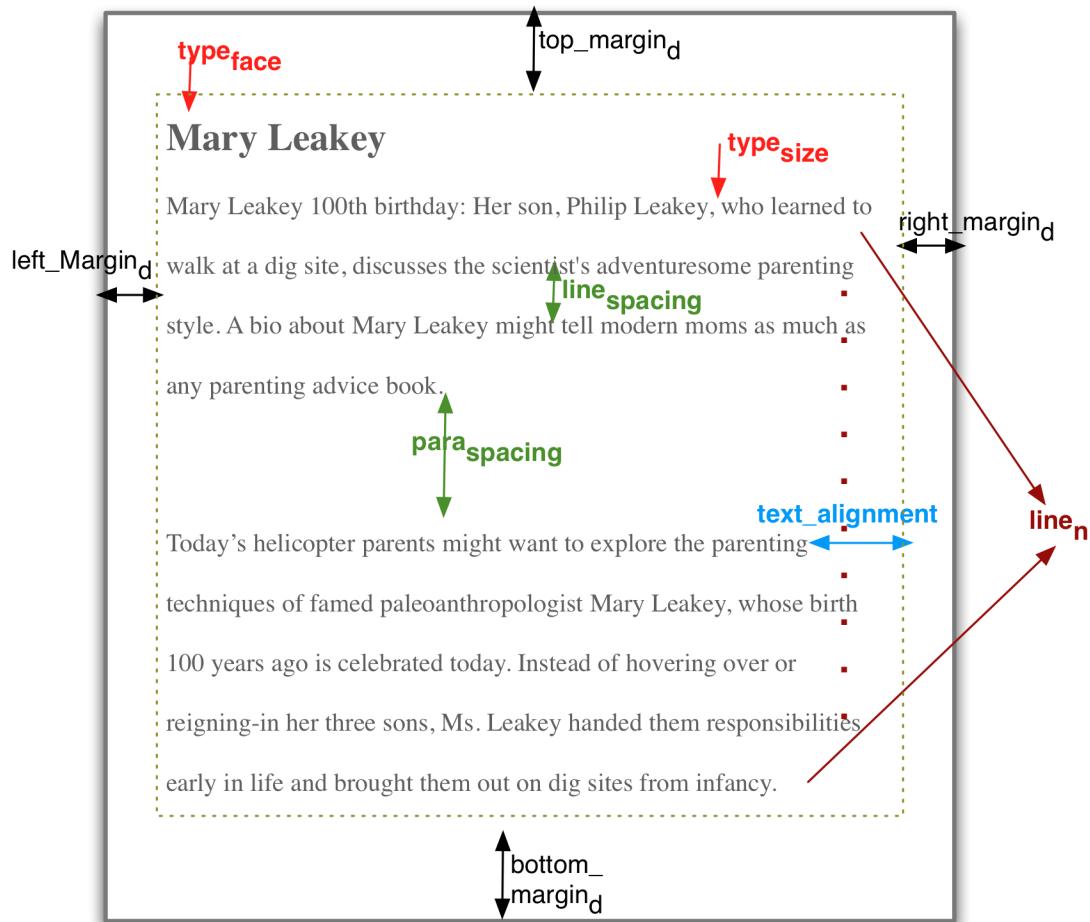 top_margin_d
type_face
Mary Leakey
type_size
Mary Leakey 100th birthday: Her son, Philip Leakey, who learned to
right_margin_d
left_Margin_d
walk at a dig site, discusses the scientist's adventuresome parenting
line_spacing
style. A bio about Mary Leakey might tell modern moms as much as
any parenting advice book.
para_spacing
text_alignment
line_n
Today’s helicopter parents might want to explore the parenting
techniques of famed paleoanthropologist Mary Leakey, whose birth
100 years ago is celebrated today. Instead of hovering over or
reigning-in her three sons, Ms. Leakey handed them responsibilities
early in life and brought them out on dig sites from infancy.
bottom_
margin_d